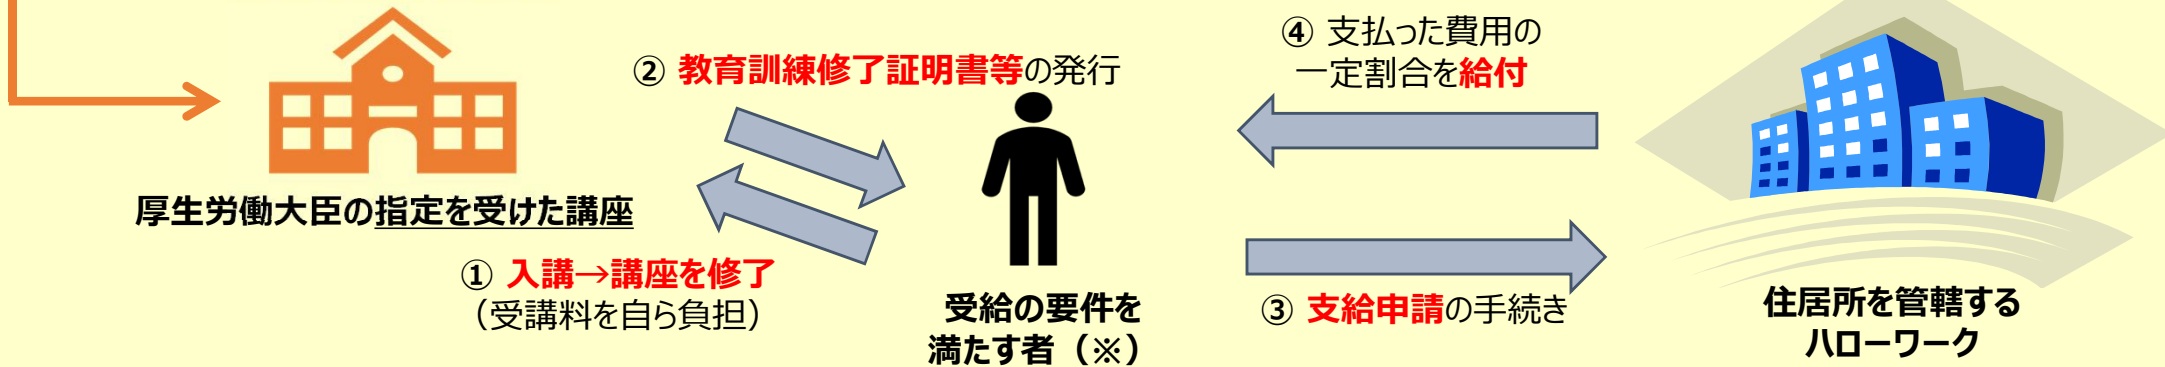 ② 教育訓練修了証明書等の発行
④ 支払った費用の
一定割合を給付
厚生労働大臣の指定を受けた講座
① 入講→講座を修了
（受講料を自ら負担）
受給の要件を
満たす者（※）
③ 支給申請の手続き
住居所を管轄する
ハローワーク